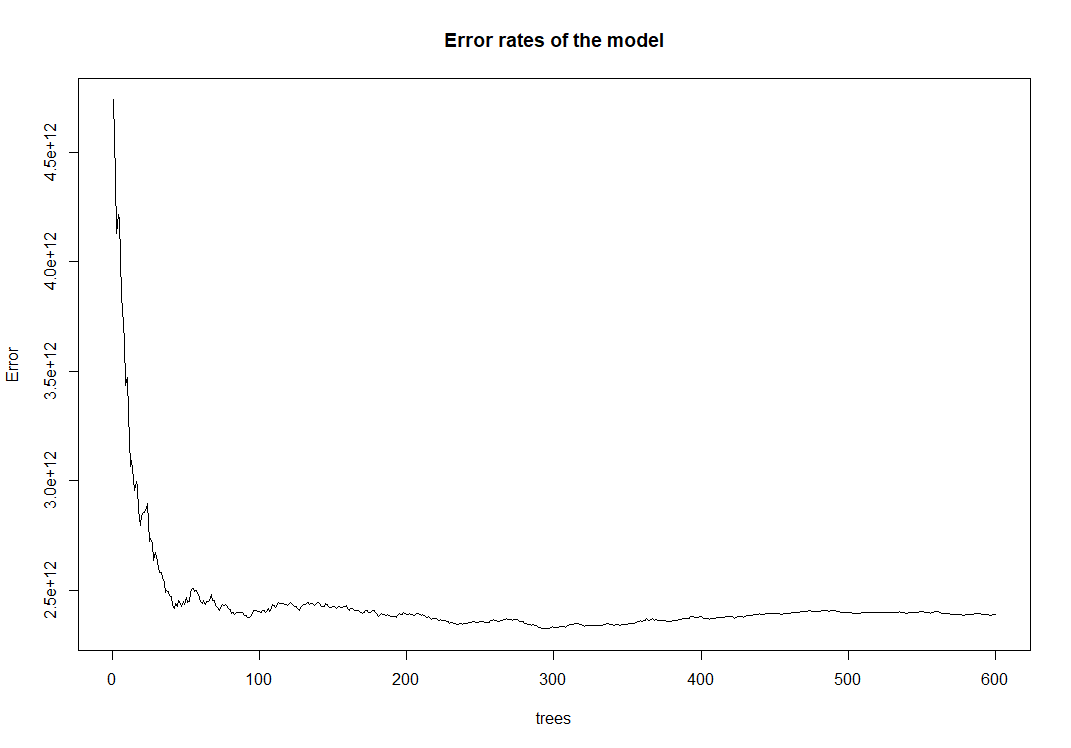 Error rates of the model
Error
4.5e+12
4.0e+12
3.5e+12
3.0e+12
2.5e+12
0 100 200 300 400 500 600
trees